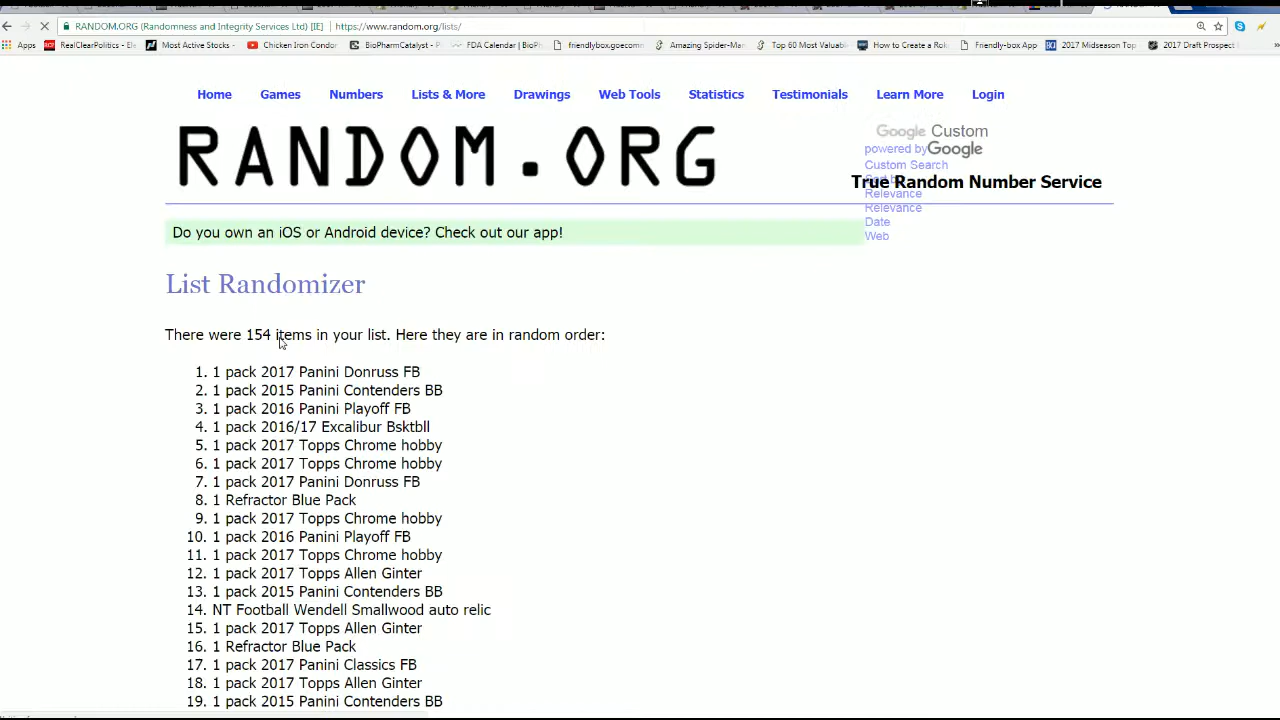 RANDOM.ORG (Randomness and Integrity Services Ltd) [IE] https://www.random.org/lists/
Apps RealClearPolitics - Ele Most Active Stocks - Chicken Iron Condor BioPharmCatalyst - P FDA Calendar | BioPh friendlybox.goecomm Amazing Spider-Man Top 60 Most Valuabl How to Create a Rok Friendly-box App 2017 Midseason Top 2017 Draft Prospect
Home Games Numbers Lists & More Drawings Web Tools Statistics Testimonials Learn More Login
RANDOM.ORG
Google Custom
powered by Google
Custom Search
True Random Number Service
Relevance
Relevance
Date
Web
Do you own an iOS or Android device? Check out our app!
List Randomizer
There were 154 items in your list. Here they are in random order:
1. 1 pack 2017 Panini Donruss FB
2. 1 pack 2015 Panini Contenders BB
3. 1 pack 2016 Panini Playoff FB
4. 1 pack 2016/17 Excalibur Bsktbll
5. 1 pack 2017 Topps Chrome hobby
6. 1 pack 2017 Topps Chrome hobby
7. 1 pack 2017 Panini Donruss FB
8. 1 Refractor Blue Pack
9. 1 pack 2017 Topps Chrome hobby
10. 1 pack 2016 Panini Playoff FB
11. 1 pack 2017 Topps Chrome hobby
12. 1 pack 2017 Topps Allen Ginter
13. 1 pack 2015 Panini Contenders BB
14. NT Football Wendell Smallwood auto relic
15. 1 pack 2017 Topps Allen Ginter
16. 1 Refractor Blue Pack
17. 1 pack 2017 Panini Classics FB
18. 1 pack 2017 Topps Allen Ginter
19. 1 pack 2015 Panini Contenders BB